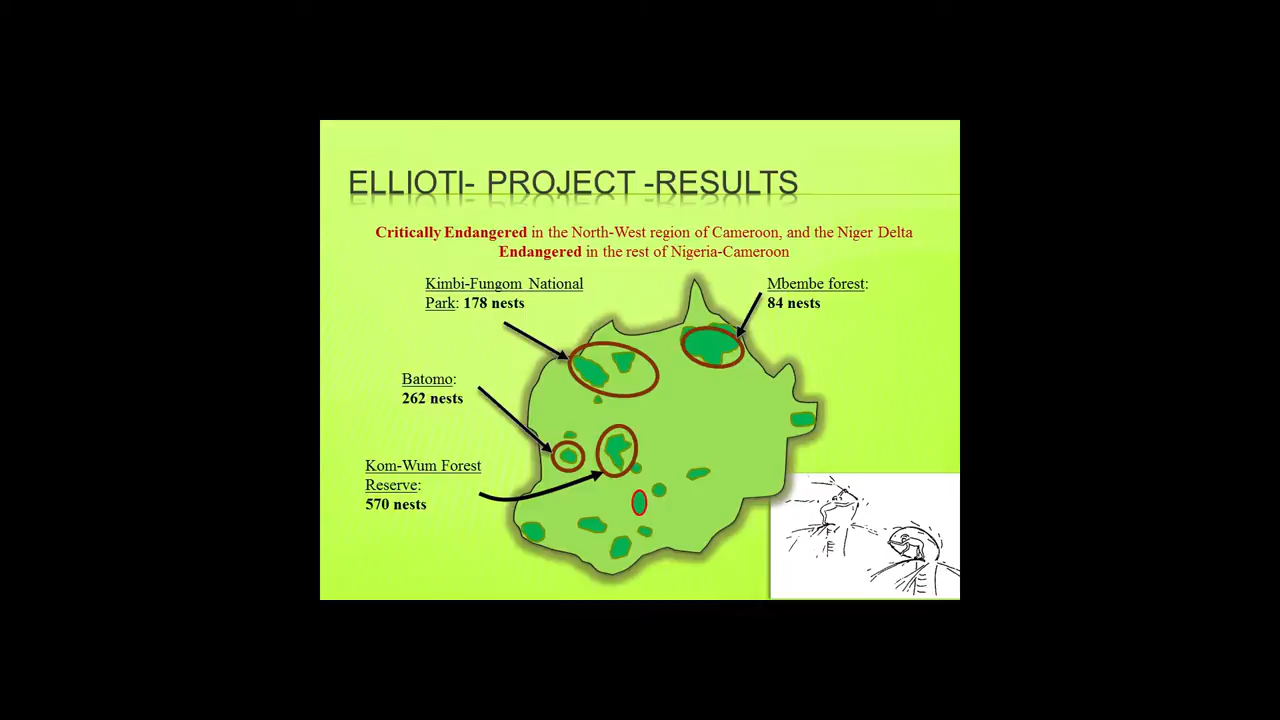 ELLIOTI- PROJECT -RESULTS
Critically Endangered in the North-West region of Cameroon, and the Niger Delta
Endangered in the rest of Nigeria-Cameroon
Kimbi-Fungom National
Park: 178 nests
Mbembe forest:
84 nests
Batomo:
262 nests
Kom-Wum Forest
Reserve:
570 nests